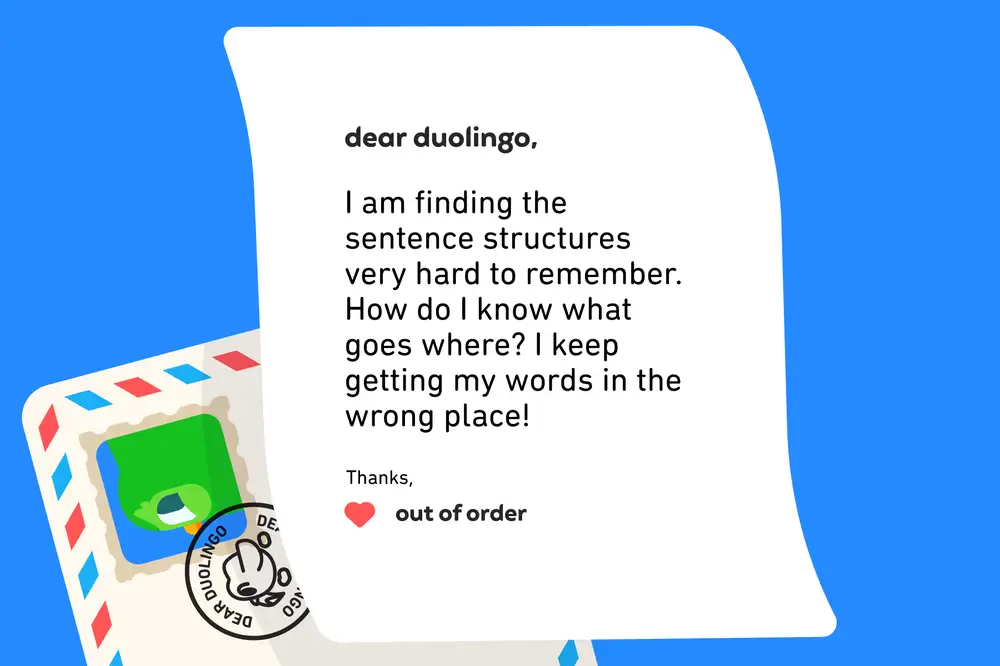 dear duolingo,
I am finding the
sentence structures
very hard to remember.
How do I know what
goes where? I keep
getting my words in the
wrong place!
Thanks,
out of order
DEAR DUOLINGO